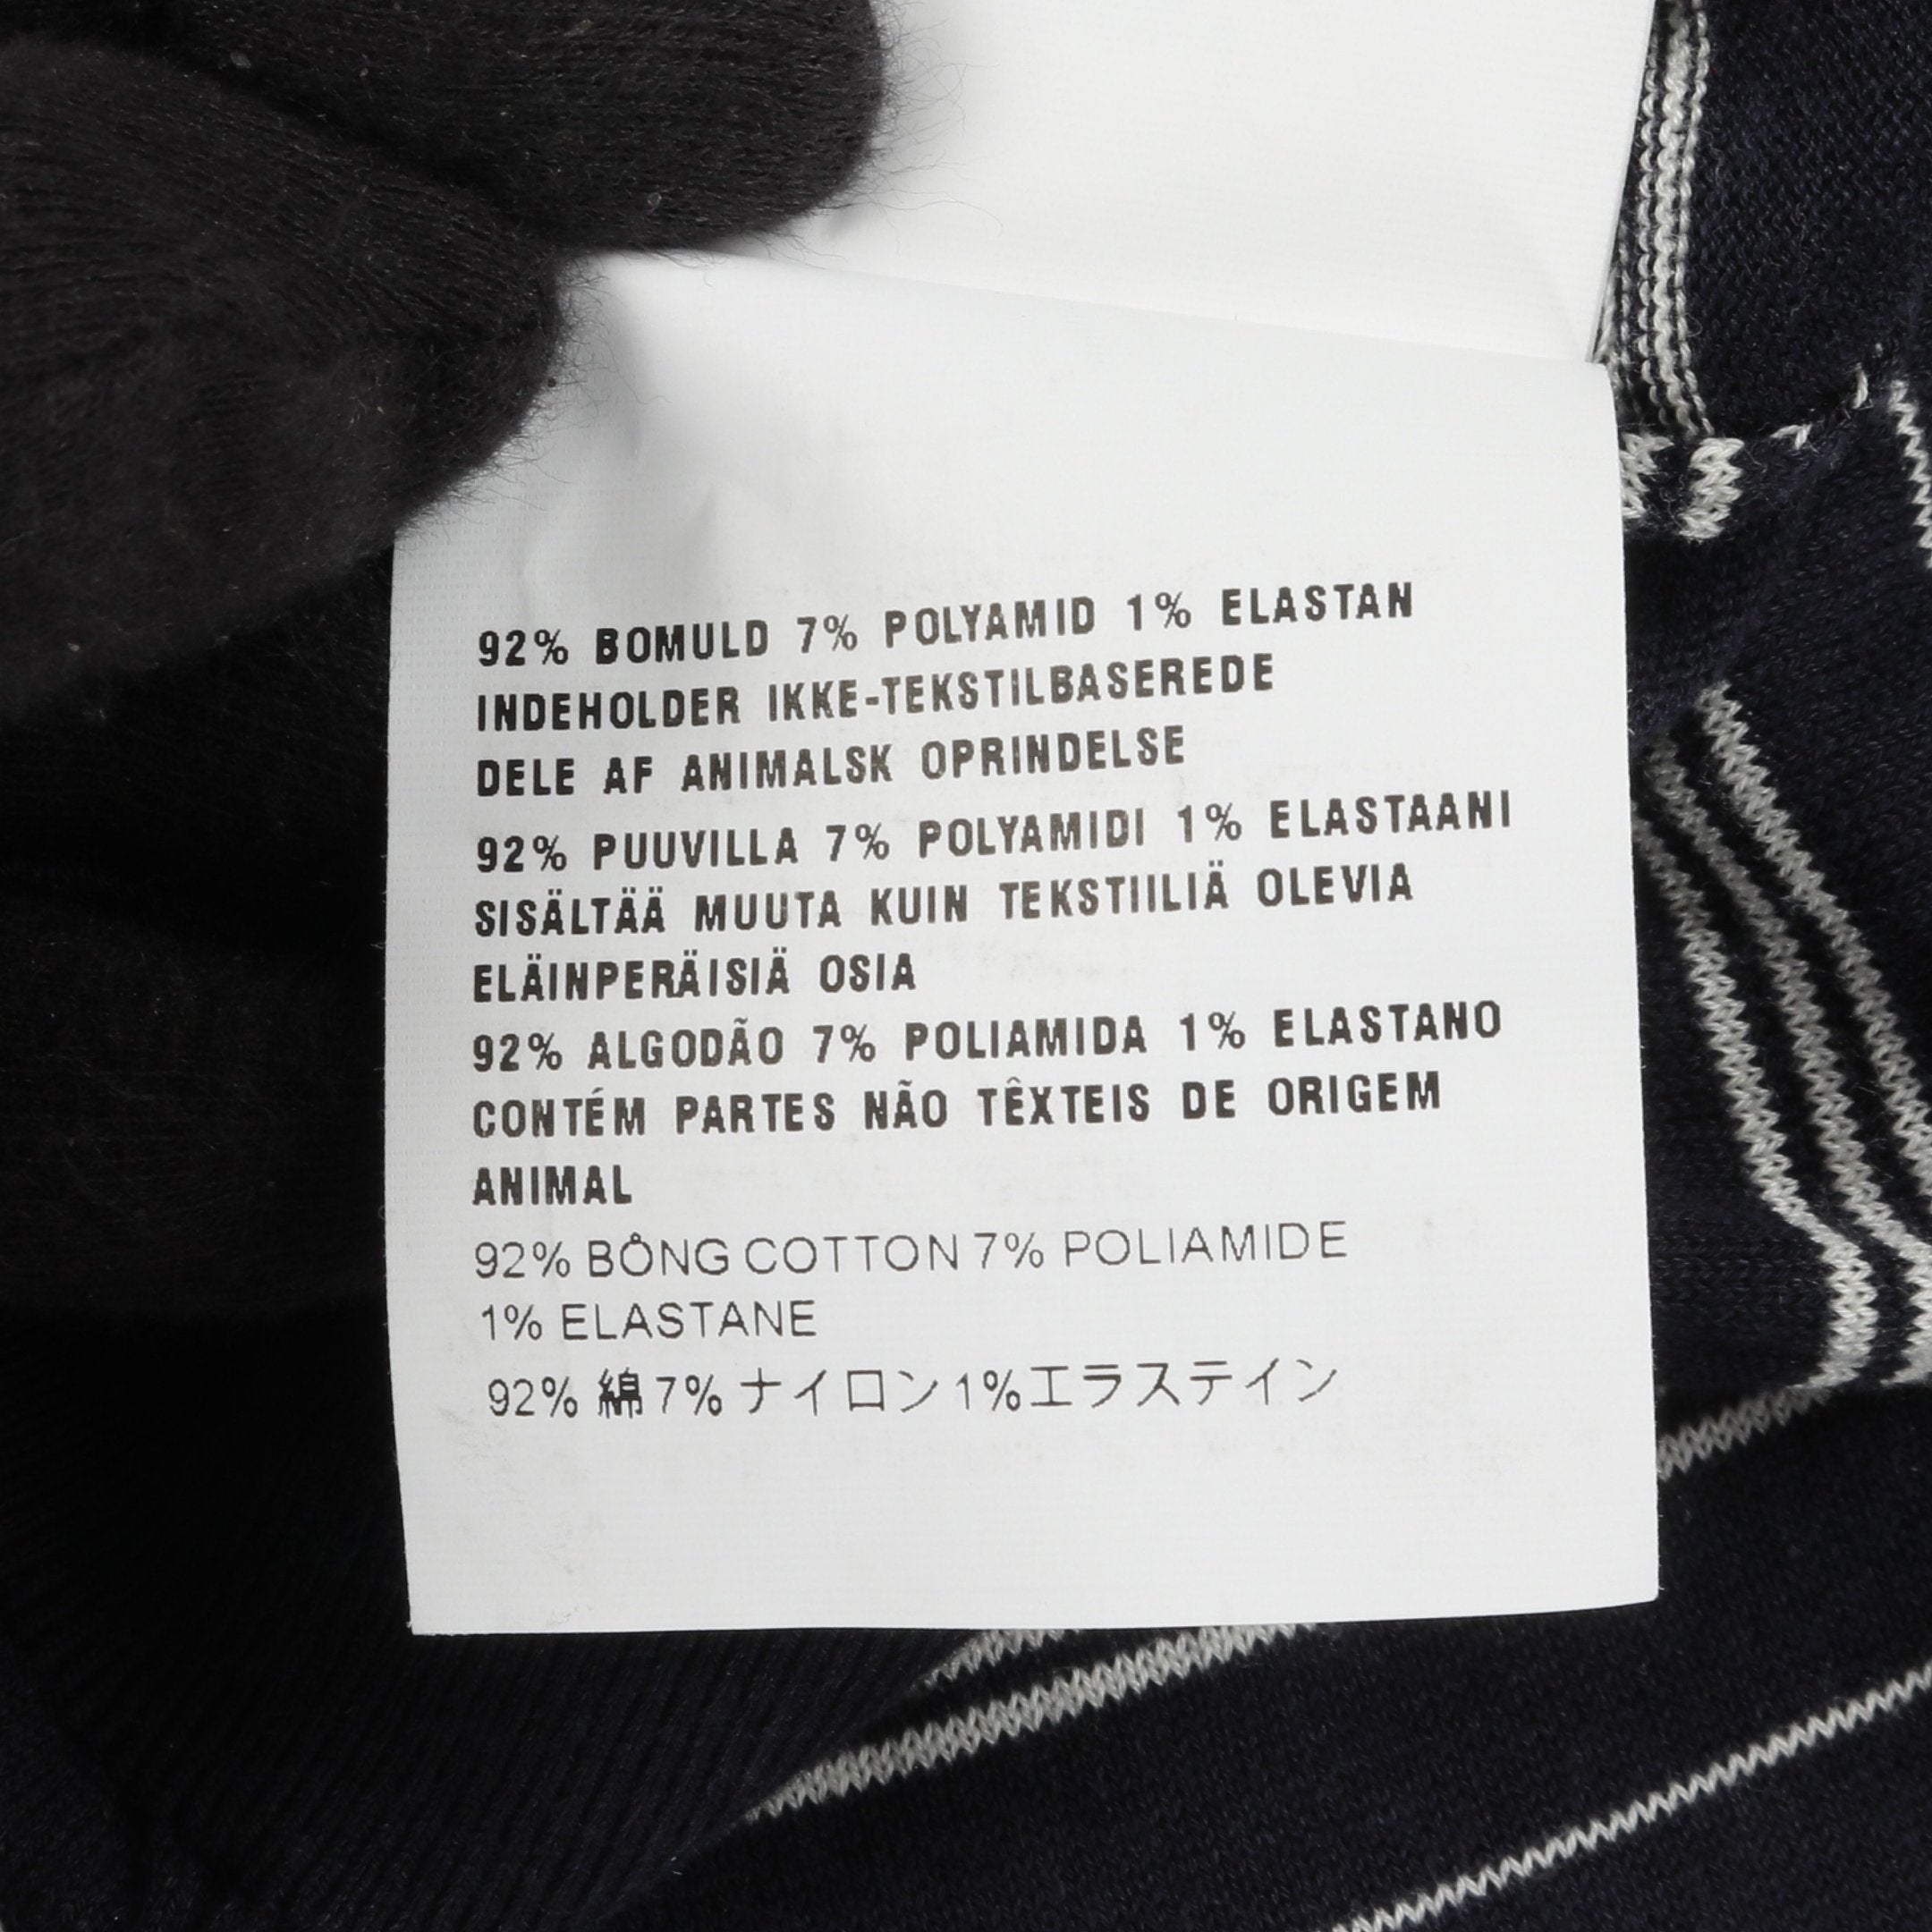 92% BOMULD 7% POLYAMID 1% ELASTAN
INDEHOLDER IKKE-TEKSTILBASEREDE
DELE AF ANIMALSK OPRINDELSE
92% PUUVILLA 7% POLYAMIDI 1% ELASTAANI
SISÄLTÄÄ MUUTA KUIN TEKSTIILIÄ OLEVIA
ELÄINPERÄISIÄ OSIA
92% ALGODÃO 7% POLIAMIDA 1% ELASTANO
CONTÉM PARTES NÃO TÊXTEIS DE ORIGEM
ANIMAL
92% BÔNG COTTON 7% POLIAMIDE
1% ELASTANE
92% 綿 7% ナイロン 1%エラステイン